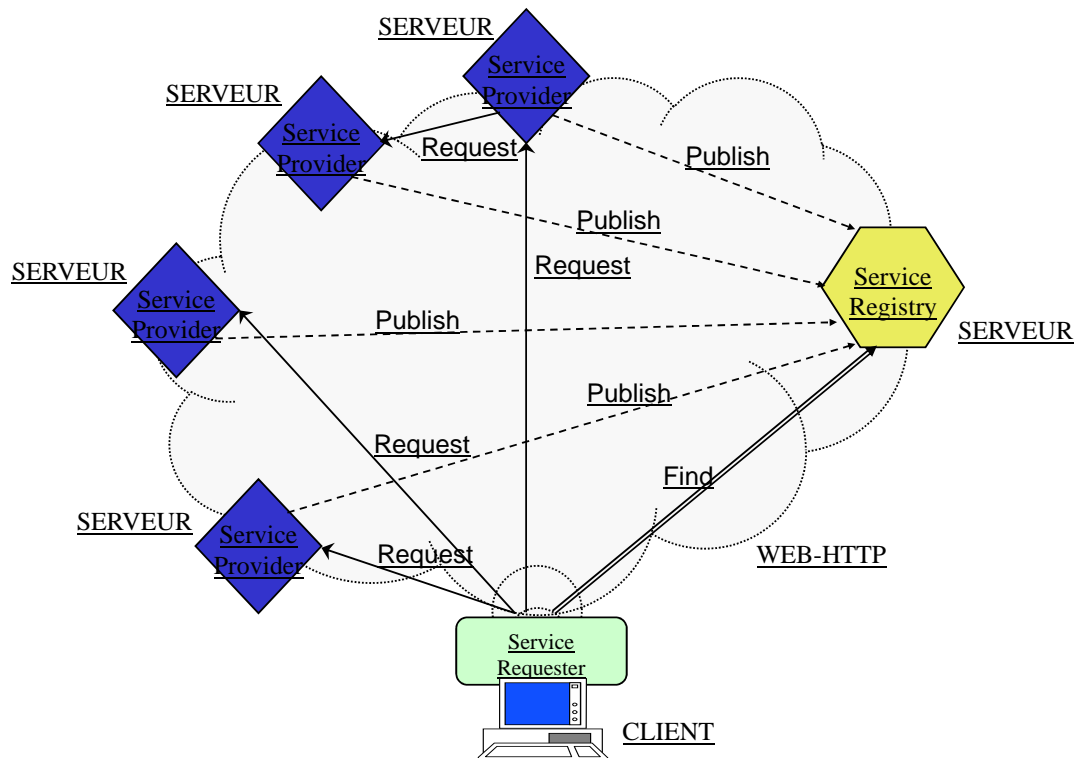 SERVEUR
Service
Provider
SERVEUR
Service
Provider
Request
Publish
Publish
Request
SERVEUR
Service
Provider
Publish
Service
Registry
SERVEUR
Publish
Request
Find
SERVEUR
Service
Provider
Request
WEB-HTTP
Service
Requester
CLIENT